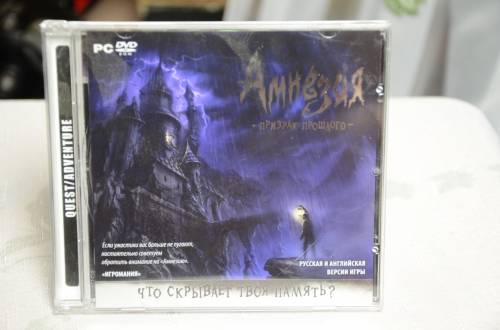 PC DVD
ROM
Амнезия
- ПРИЗРАК ПРОШЛОГО -
QUEST/ADVENTURE
Если ужастики вас больше не пугают,
настоятельно советуем
обратить внимание на «Амнезию».
«ИГРОМАНИЯ»
РУССКАЯ И АНГЛИЙСКАЯ
ВЕРСИИ ИГРЫ
ЧТО СКРЫВАЕТ ТВОЯ ПАМЯТЬ?